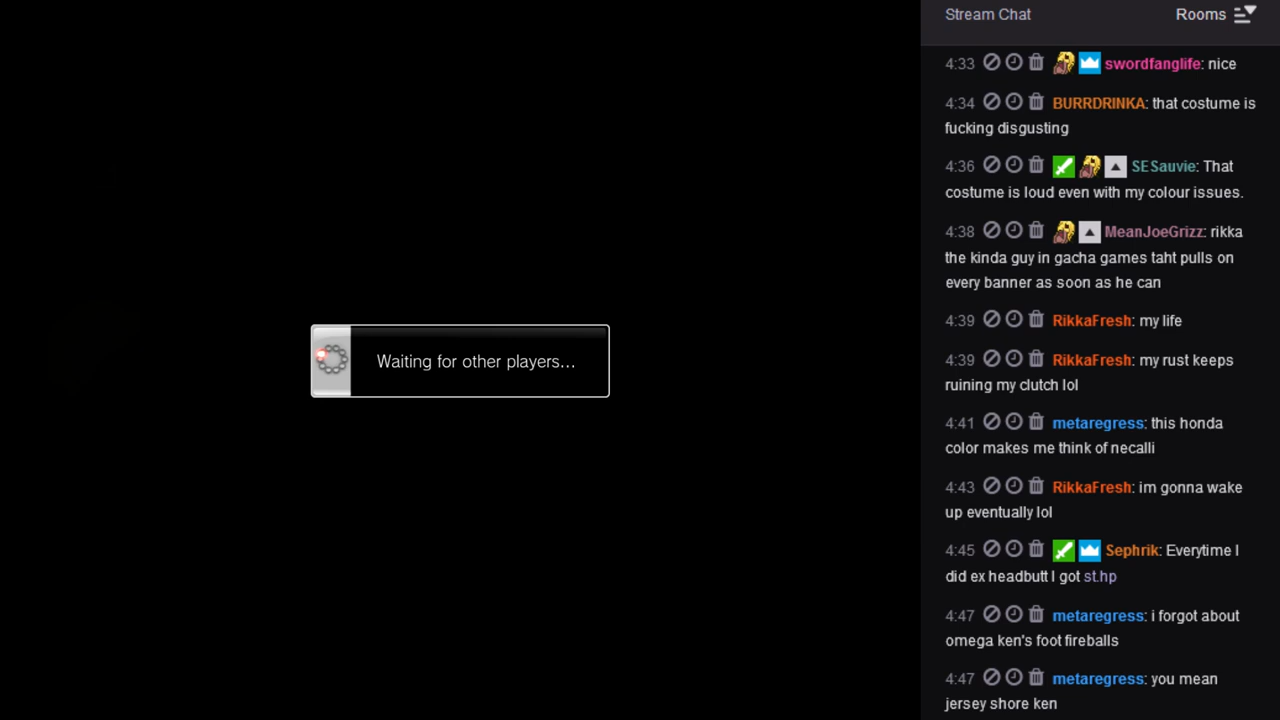 Waiting for other players...
Stream Chat
Rooms
4:33 swordfanglife: nice
4:34 BURRDRINKA: that costume is
fucking disgusting
4:36 SESauvie: That
costume is loud even with my colour issues.
4:38 MeanJoeGrizz: rikka
the kinda guy in gacha games taht pulls on
every banner as soon as he can
4:39 RikkaFresh: my life
4:39 RikkaFresh: my rust keeps
ruining my clutch lol
4:41 metaregress: this honda
color makes me think of necalli
4:43 RikkaFresh: im gonna wake
up eventually lol
4:45 Sephrik: Everytime I
did ex headbutt I got st.hp
4:47 metaregress: i forgot about
omega ken's foot fireballs
4:47 metaregress: you mean
jersey shore ken